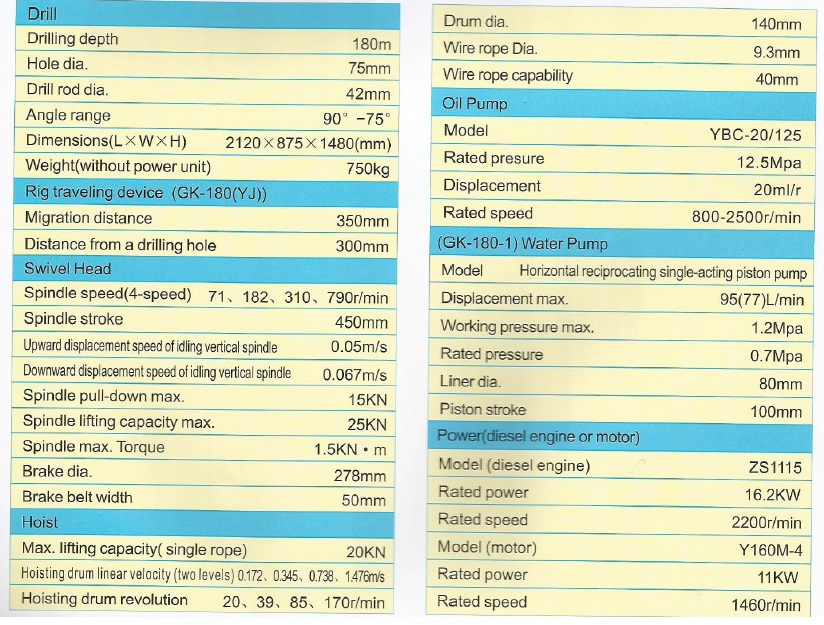 Drill
Drilling depth 180m
Hole dia. 75mm
Drill rod dia. 42mm
Angle range 90° -75°
Dimensions(L×W×H) 2120×875×1480(mm)
Weight(without power unit) 750kg
Rig traveling device (GK-180(YJ))
Migration distance 350mm
Distance from a drilling hole 300mm
Swivel Head
Spindle speed(4-speed) 71、182、310、790r/min
Spindle stroke 450mm
Upward displacement speed of idling vertical spindle 0.05m/s
Downward displacement speed of idling vertical spindle 0.067m/s
Spindle pull-down max. 15KN
Spindle lifting capacity max. 25KN
Spindle max. Torque 1.5KN•m
Brake dia. 278mm
Brake belt width 50mm
Hoist
Max. lifting capacity( single rope) 20KN
Hoisting drum linear velocity (two levels) 0.172、0.345、0.738、1.476m/s
Hoisting drum revolution 20、39、85、170r/min
Drum dia. 140mm
Wire rope Dia. 9.3mm
Wire rope capability 40mm
Oil Pump
Model YBC-20/125
Rated presure 12.5Mpa
Displacement 20ml/r
Rated speed 800-2500r/min
(GK-180-1) Water Pump
Model Horizontal reciprocating single-acting piston pump
Displacement max. 95(77)L/min
Working pressure max. 1.2Mpa
Rated pressure 0.7Mpa
Liner dia. 80mm
Piston stroke 100mm
Power(diesel engine or motor)
Model (diesel engine) ZS1115
Rated power 16.2KW
Rated speed 2200r/min
Model (motor) Y160M-4
Rated power 11KW
Rated speed 1460r/min